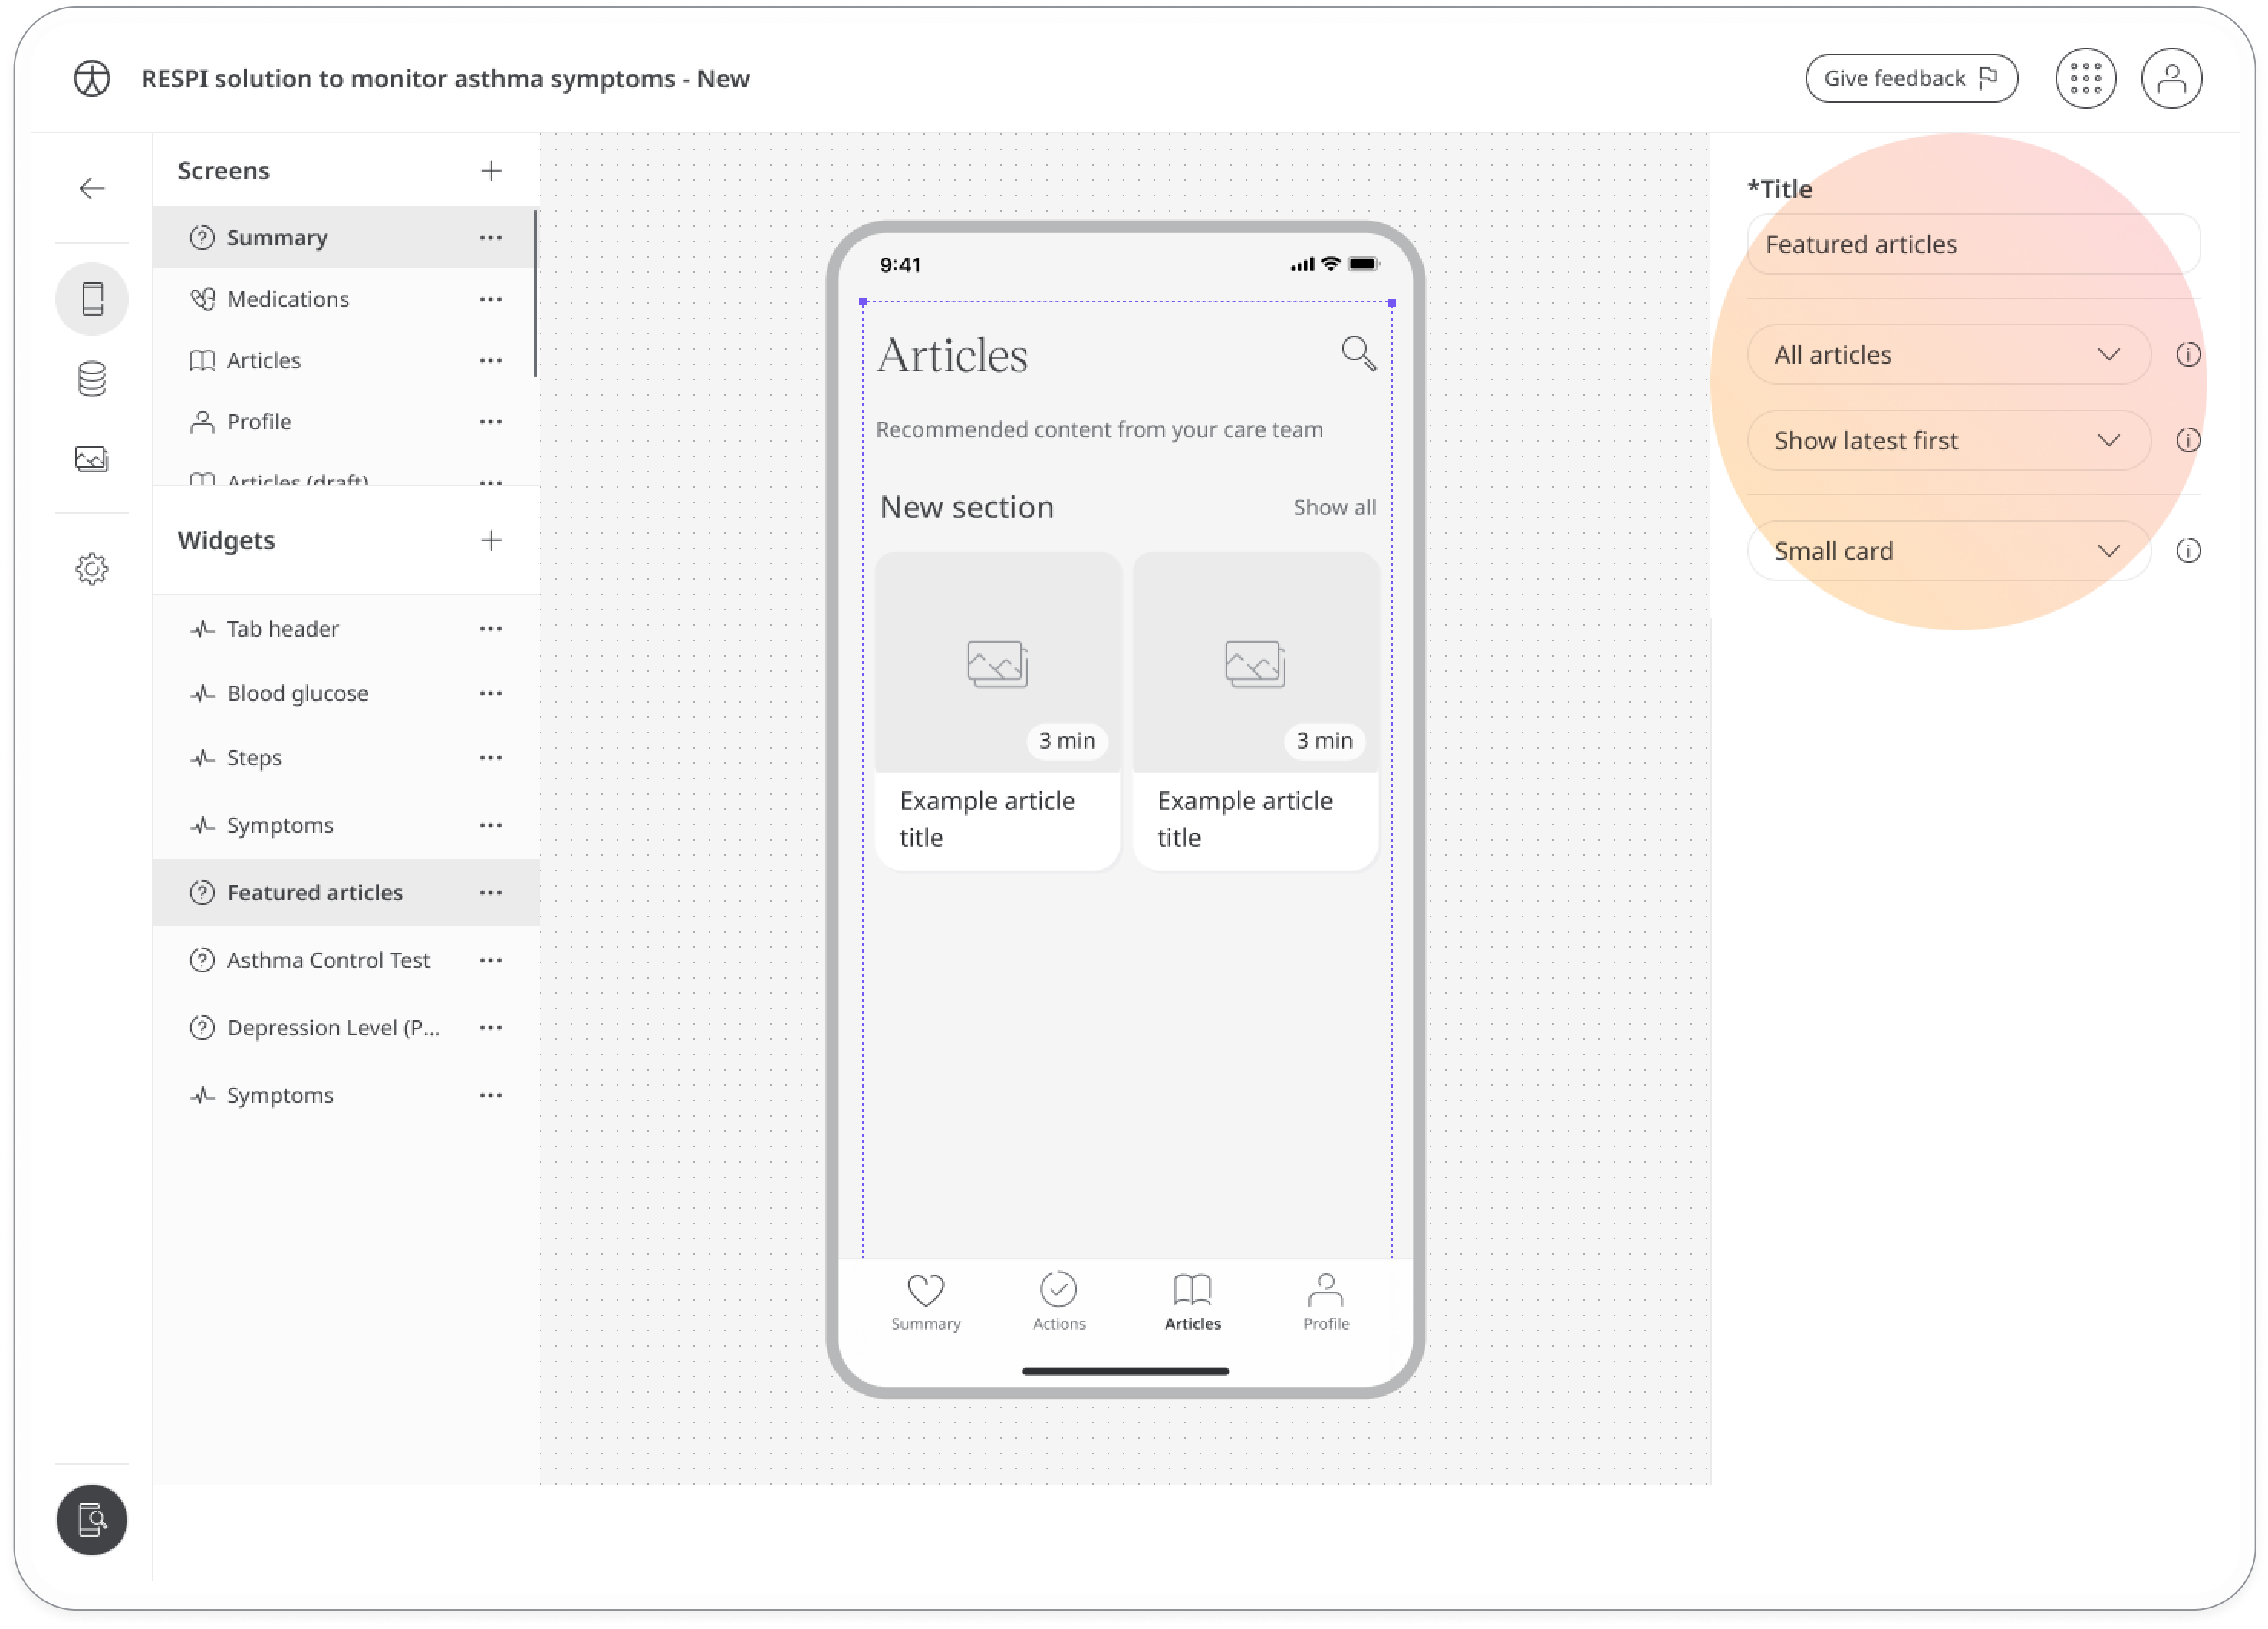 RESPI solution to monitor asthma symptoms - New
Give feedback
Screens
Summary
Medications
Articles
Profile
Articles (draft)
Widgets
Tab header
Blood glucose
Steps
Symptoms
Featured articles
Asthma Control Test
Depression Level (P...
Symptoms
9:41
Articles
Recommended content from your care team
New section
Show all
3 min
3 min
Example article
title
Example article
title
Summary
Actions
Articles
Profile
*Title
Featured articles
All articles
Show latest first
Small card